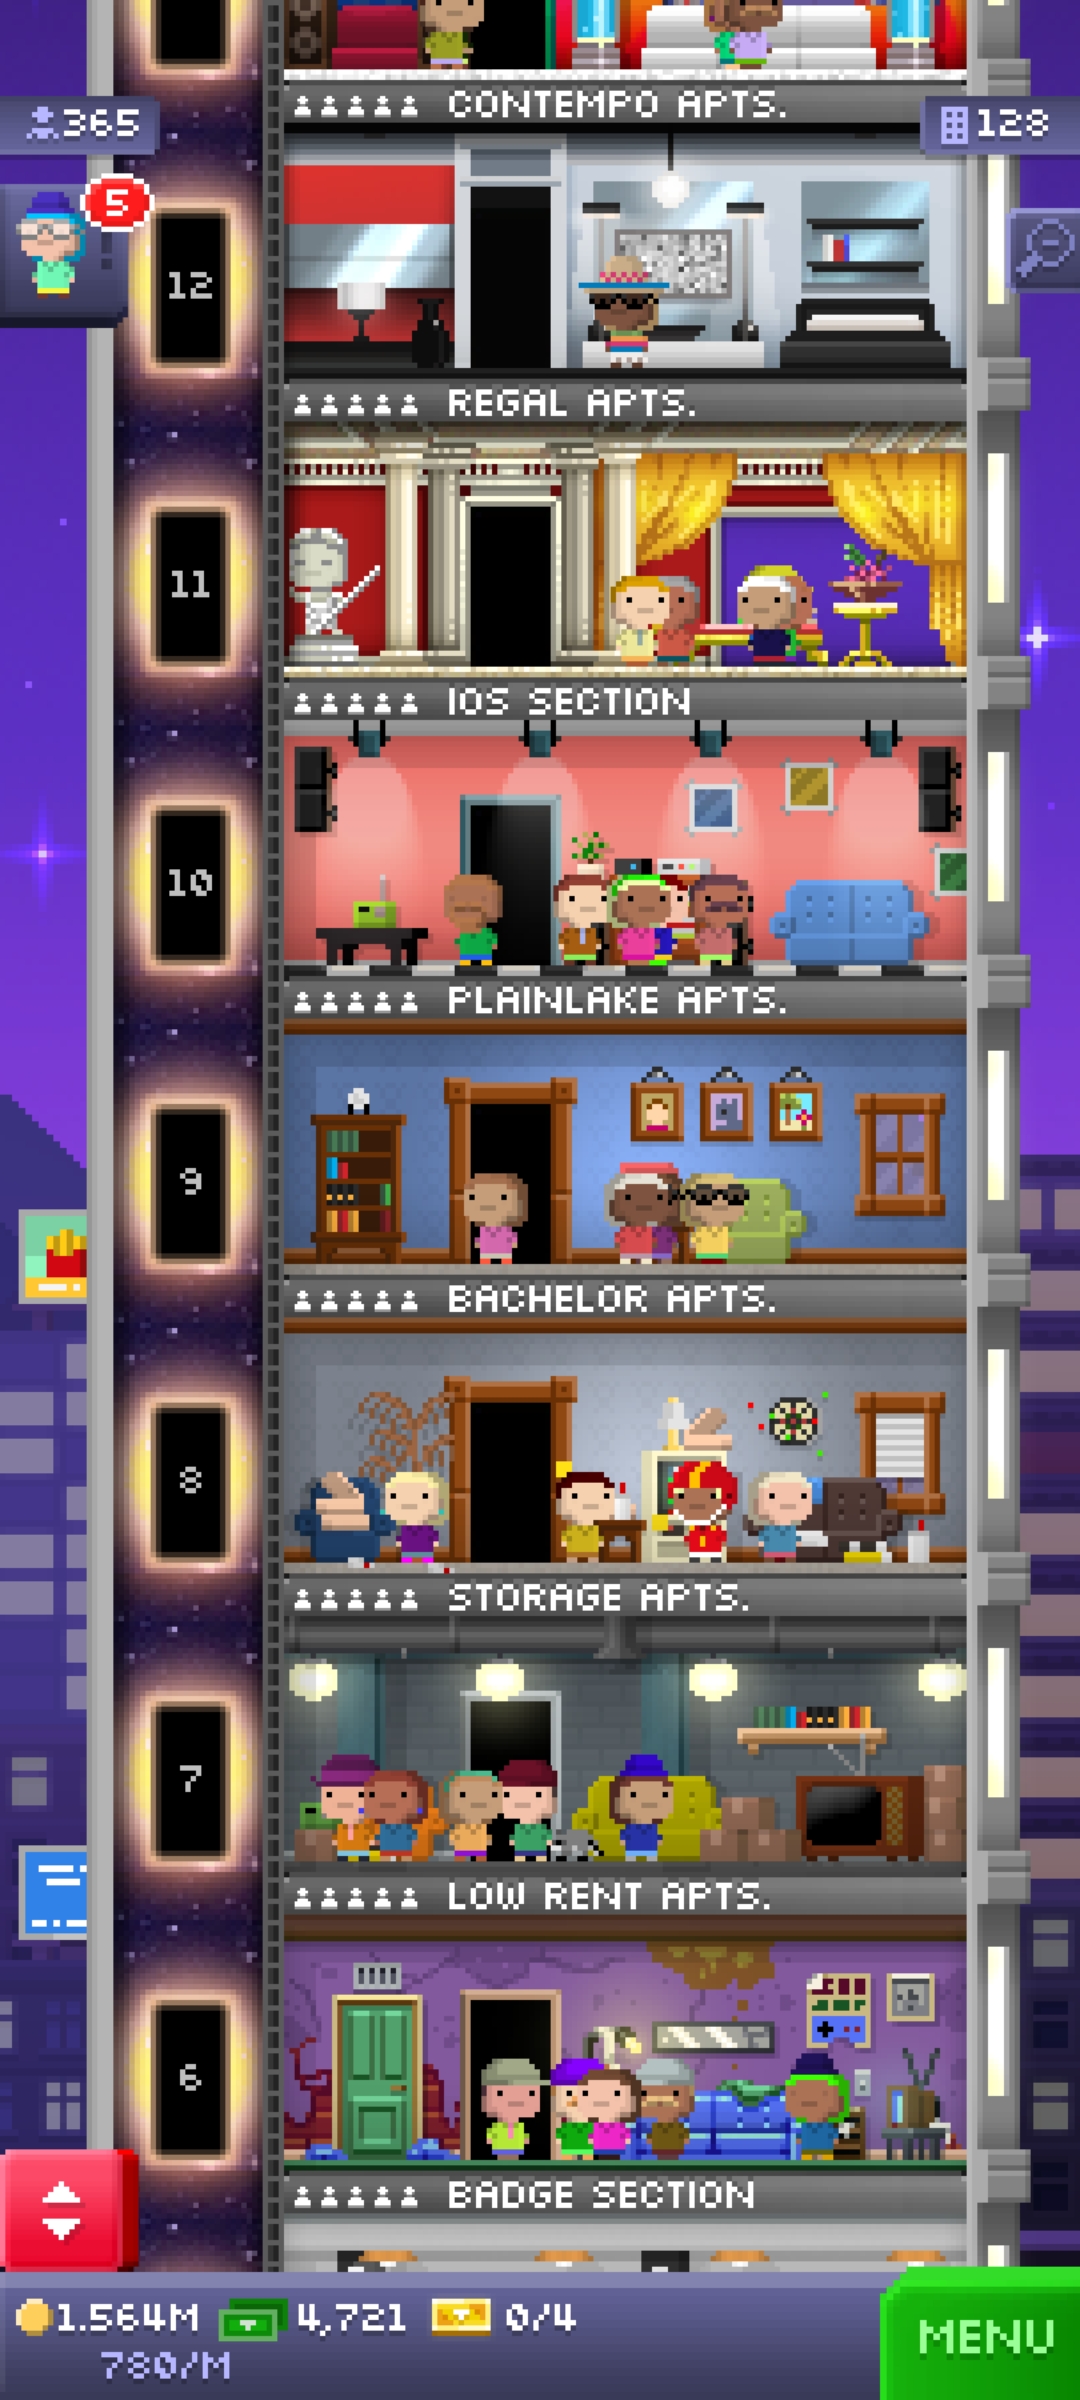 CONTEMPO APTS.
365
128
5
12
REGAL APTS.
11
IOS SECTION
10
PLAINLAKE APTS.
9
BACHELOR APTS.
8
STORAGE APTS.
7
LOW RENT APTS.
6
BADGE SECTION
1.564M 4,721 0/4
780/M
MENU